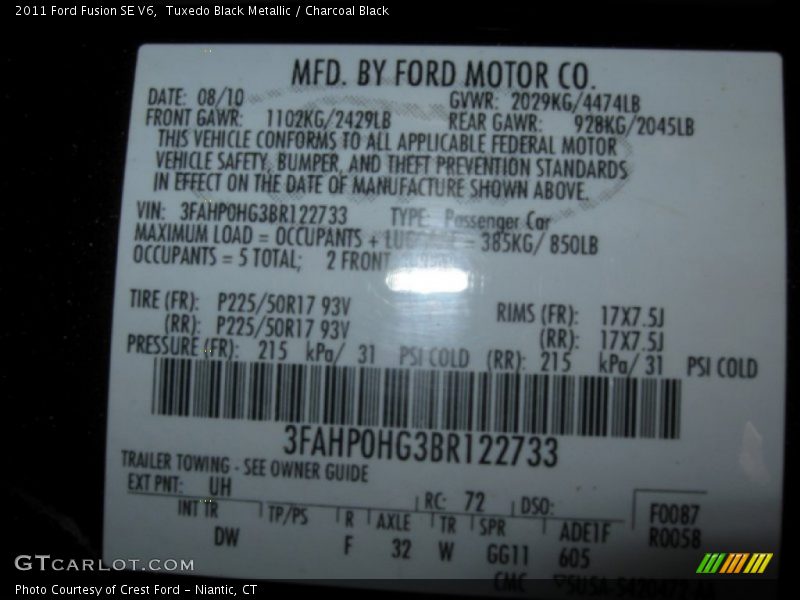 2011 Ford Fusion SE V6, Tuxedo Black Metallic / Charcoal Black
MFD. BY FORD MOTOR CO.
DATE: 08/10 GVWR: 2029KG/4474LB
FRONT GAWR: 1102KG/2429LB REAR GAWR: 928KG/2045LB
THIS VEHICLE CONFORMS TO ALL APPLICABLE FEDERAL MOTOR
VEHICLE SAFETY, BUMPER, AND THEFT PREVENTION STANDARDS
IN EFFECT ON THE DATE OF MANUFACTURE SHOWN ABOVE.
VIN: 3FAHP0HG3BR122733 TYPE: Passenger Car
MAXIMUM LOAD = OCCUPANTS + = 385KG/ 850LB
OCCUPANTS = 5 TOTAL; 2 FRONT
TIRE (FR): P225/50R17 93V RIMS (FR): 17X7.5J
(RR): P225/50R17 93V (RR): 17X7.5J
PRESSURE (FR): 215 kPa/ 31 PSI COLD (RR): 215 kPa/ 31 PSI COLD
3FAHP0HG3BR122733
TRAILER TOWING - SEE OWNER GUIDE
EXT PNT: UH RC: 72 DSO: F0087
INT TR TP/PS R AXLE TR SPR ADE1F R0058
DW F 32 W GG11 605
CMC
GTCARLOT.COM
Photo Courtesy of Crest Ford - Niantic, CT